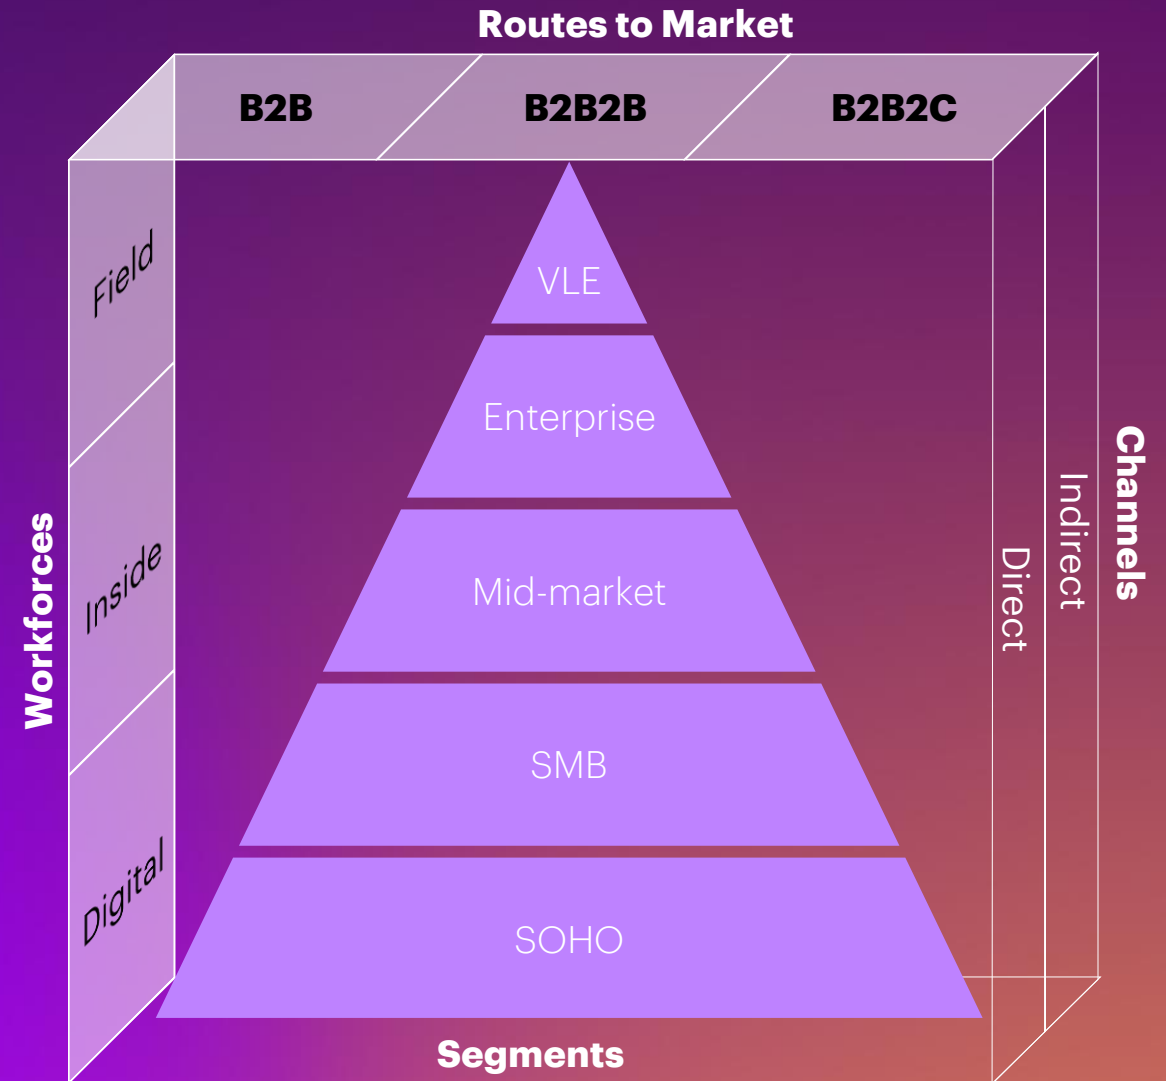 Routes to Market
B2B
B2B2B
B2B2C
Workforces
Field
Inside
Digital
VLE
Enterprise
Mid-market
SMB
SOHO
Segments
Direct
Indirect
Channels